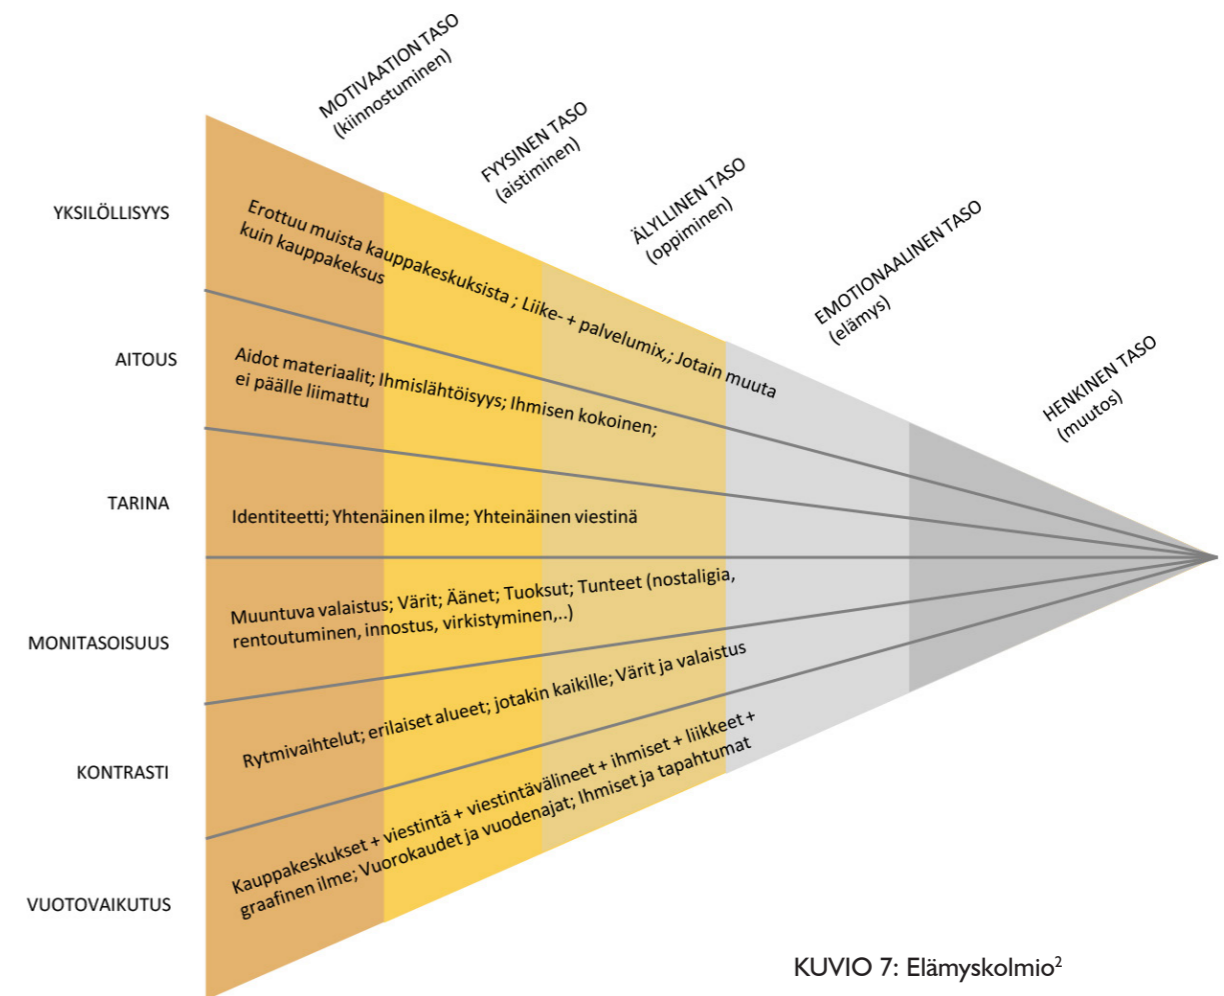 MOTIVAATION TASO
(kiinnostuminen)
FYYSINEN TASO
(aistiminen)
ÄLYLLINEN TASO
(oppiminen)
EMOTIONAALINEN TASO
(elämys)
HENKINEN TASO
(muutos)
YKSILÖLLISYYS
Erottuu muista kauppakeskuksista ; Liike- + palvelumix,; Jotain muuta
kuin kauppakeksus
AITOUS
Aidot materiaalit; Ihmislähtöisyys; Ihmisen kokoinen;
ei päälle liimattu
TARINA
Identiteetti; Yhtenäinen ilme; Yhteinäinen viestinä
MONITASOISUUS
Muuntuva valaistus; Värit; Äänet; Tuoksut; Tunteet (nostaligia,
rentoutuminen, innostus, virkistyminen,..)
KONTRASTI
Rytmivaihtelut; erilaiset alueet; jotakin kaikille; Värit ja valaistus
VUOTOVAIKUTUS
Kauppakeskukset + viestintä + viestintävälineet + ihmiset + liikkeet +
graafinen ilme; Vuorokaudet ja vuodenajat; Ihmiset ja tapahtumat
KUVIO 7: Elämyskolmio²